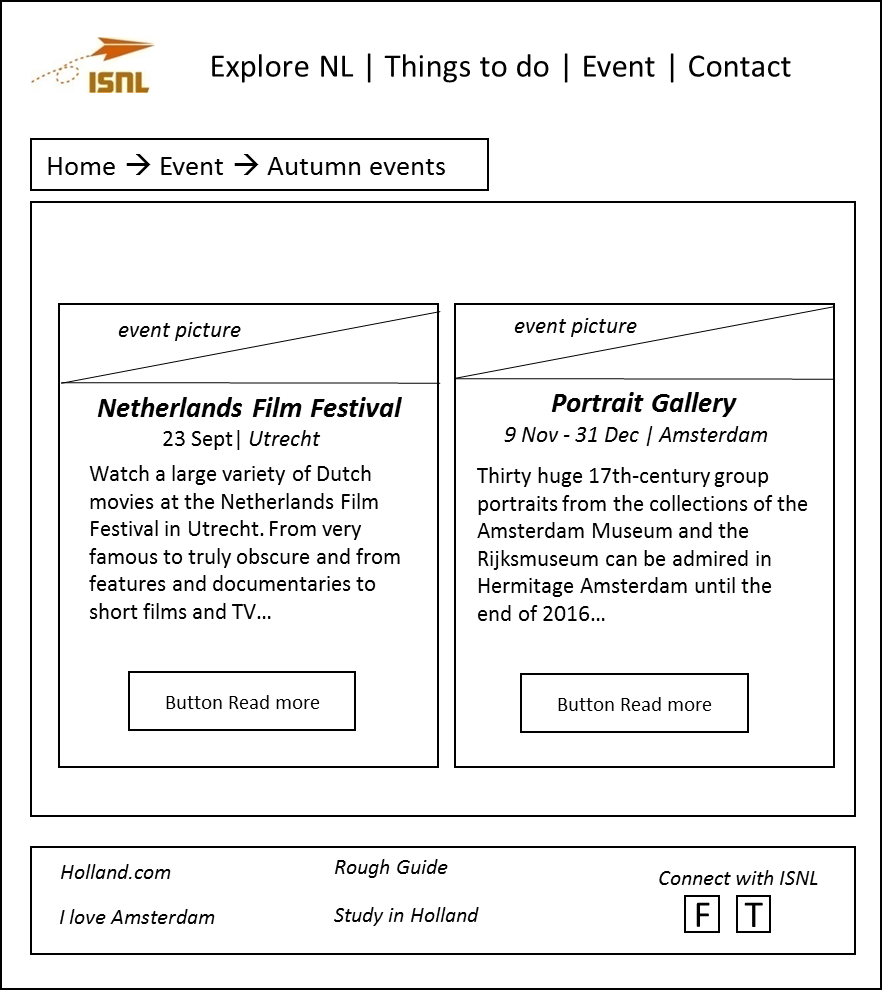 ISNL
Explore NL | Things to do | Event | Contact
Home → Event → Autumn events
event picture
Netherlands Film Festival
23 Sept| Utrecht
Watch a large variety of Dutch
movies at the Netherlands Film
Festival in Utrecht. From very
famous to truly obscure and from
features and documentaries to
short films and TV...
Button Read more
event picture
Portrait Gallery
9 Nov - 31 Dec | Amsterdam
Thirty huge 17th-century group
portraits from the collections of the
Amsterdam Museum and the
Rijksmuseum can be admired in
Hermitage Amsterdam until the
end of 2016...
Button Read more
Holland.com
I love Amsterdam
Rough Guide
Study in Holland
Connect with ISNL
F T